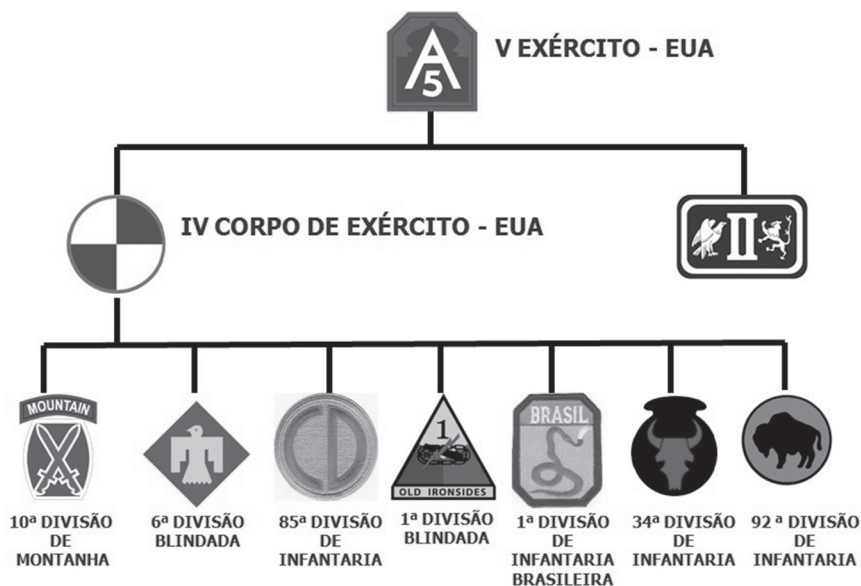 A
5
V EXÉRCITO - EUA
IV CORPO DE EXÉRCITO - EUA
II
MOUNTAIN
1
OLD IRONSIDES
BRASIL
10ª DIVISÃO
DE
MONTANHA
6ª DIVISÃO
BLINDADA
85ª DIVISÃO
DE
INFANTARIA
1ª DIVISÃO
BLINDADA
1ª DIVISÃO
DE
INFANTARIA
BRASILEIRA
34ª DIVISÃO
DE
INFANTARIA
92 ª DIVISÃO
DE
INFANTARIA